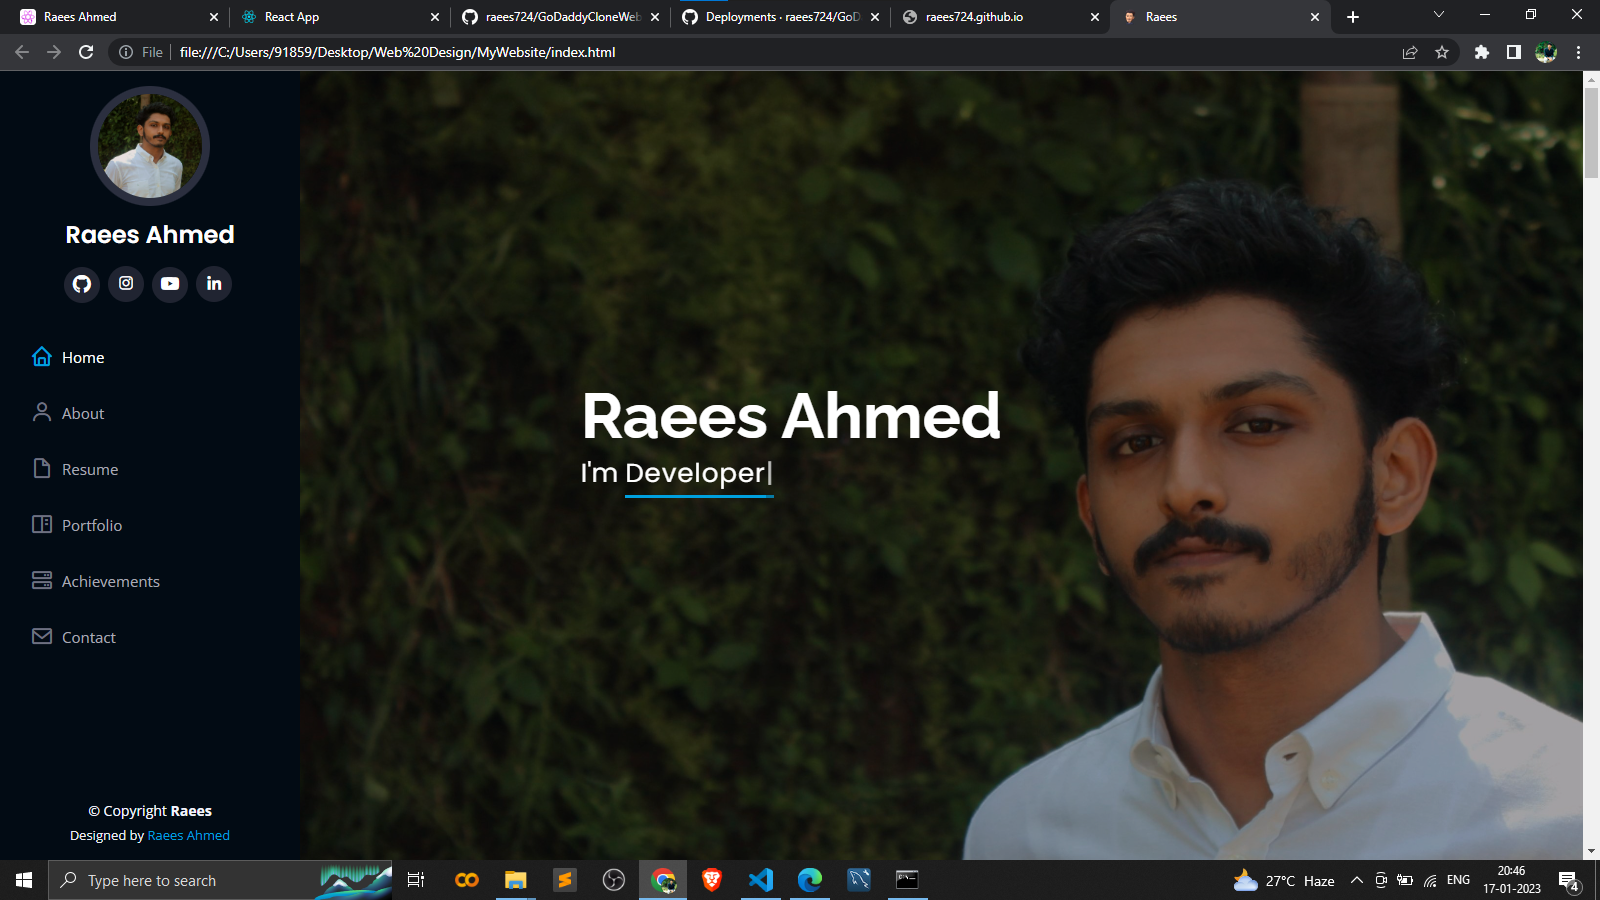 Raees Ahmed
React App
raees724/GoDaddyCloneWeb
Deployments · raees724/GoD
raees724.github.io
Raees
File
file:///C:/Users/91859/Desktop/Web%20Design/MyWebsite/index.html
Raees Ahmed
Home
About
Resume
Portfolio
Achievements
Contact
© Copyright Raees
Designed by Raees Ahmed
Raees Ahmed
I'm Developer|
Type here to search
27°C Haze
ENG
20:46
17-01-2023
4